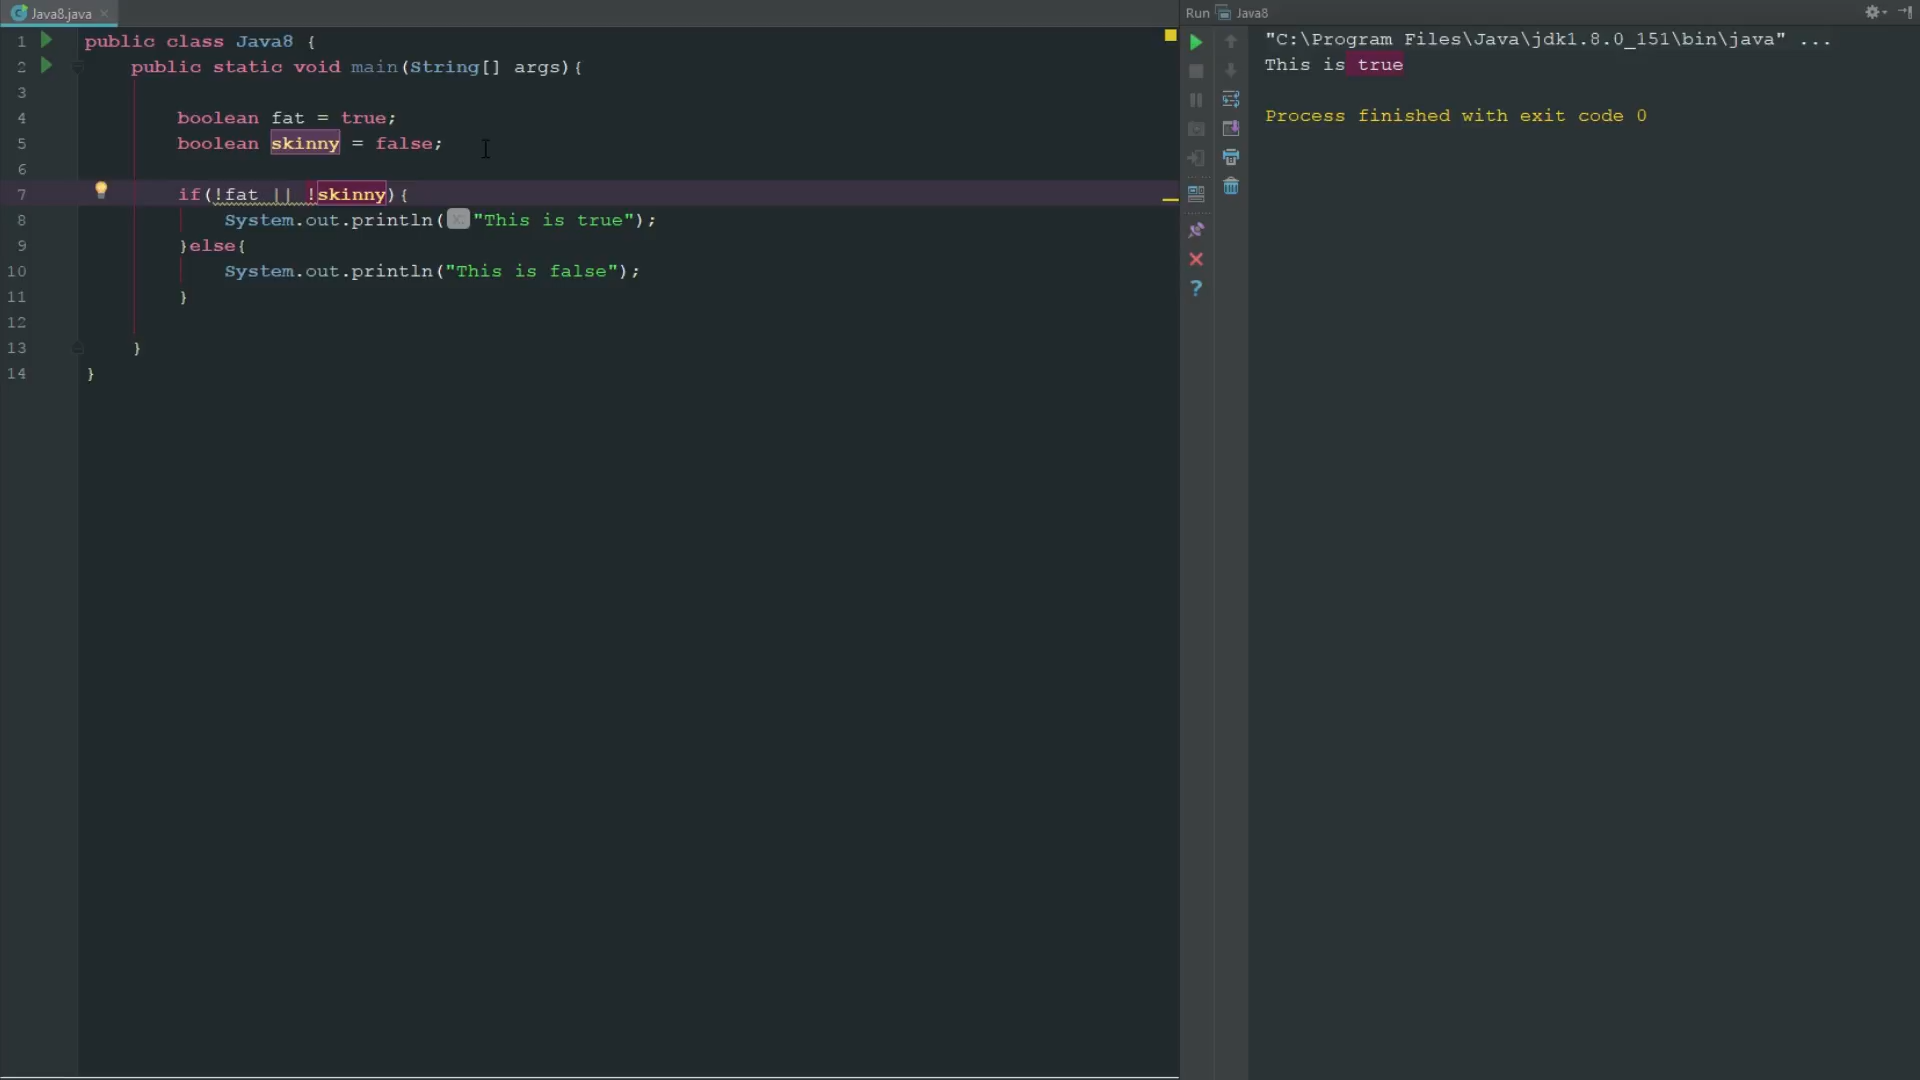 Java8.java
1 public class Java8 {
2 public static void main(String[] args){
3
4 boolean fat = true;
5 boolean skinny = false;
6
7 if(!fat || !skinny){
8 System.out.println( x: "This is true");
9 }else{
10 System.out.println("This is false");
11 }
12
13 }
14 }
Run Java8
"C:\Program Files\Java\jdk1.8.0_151\bin\java" ...
This is true
Process finished with exit code 0